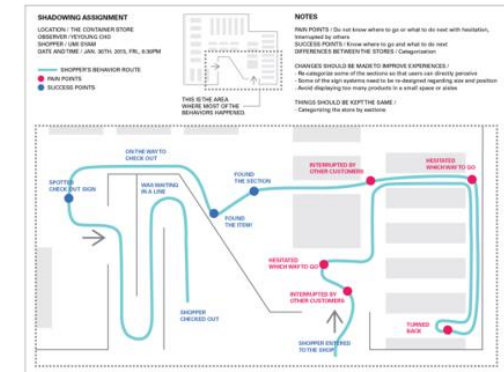 SHADOWING ASSIGNMENT
LOCATION / THE CONTAINER STORE
OBSERVER / YEYOUNG CHO
SHOPPER / UMI SYAM
DATE AND TIME / JAN. 30TH. 2015, FRI, 6:30PM
SHOPPER'S BEHAVIOR ROUTE
PAIN POINTS
SUCCESS POINTS
THIS IS THE AREA
WHERE MOST OF THE
BEHAVIORS HAPPENED.
NOTES
PAIN POINTS / Do not know where to go or what to do next with hesitation,
interrupted by others
SUCCESS POINTS / Know where to go and what to do next
DIFFERENCES BETWEEN THE STORES / Categorization
CHANGES SHOULD BE MADE TO IMPROVE EXPERIENCES /
- Re-categorize some of the sections so that users can directly perceive
- Some of the sign systems need to be re-designed regarding size and position
- Avoid displaying too many products in a small space or aisles
THINGS SHOULD BE KEPT THE SAME /
- Categorizing the store by sections
ON THE WAY TO
CHECK OUT
SPOTTED
CHECK OUT SIGN
WAS WAITING
IN A LINE
FOUND
THE SECTION
FOUND
THE ITEM!
INTERRUPTED BY
OTHER CUSTOMERS
HESITATED
WHICH WAY TO GO
HESITATED
WHICH WAY TO GO
INTERRUPTED BY
OTHER CUSTOMERS
SHOPPER
CHECKED OUT
TURNED
BACK
SHOPPER ENTERED
TO THE SHOP